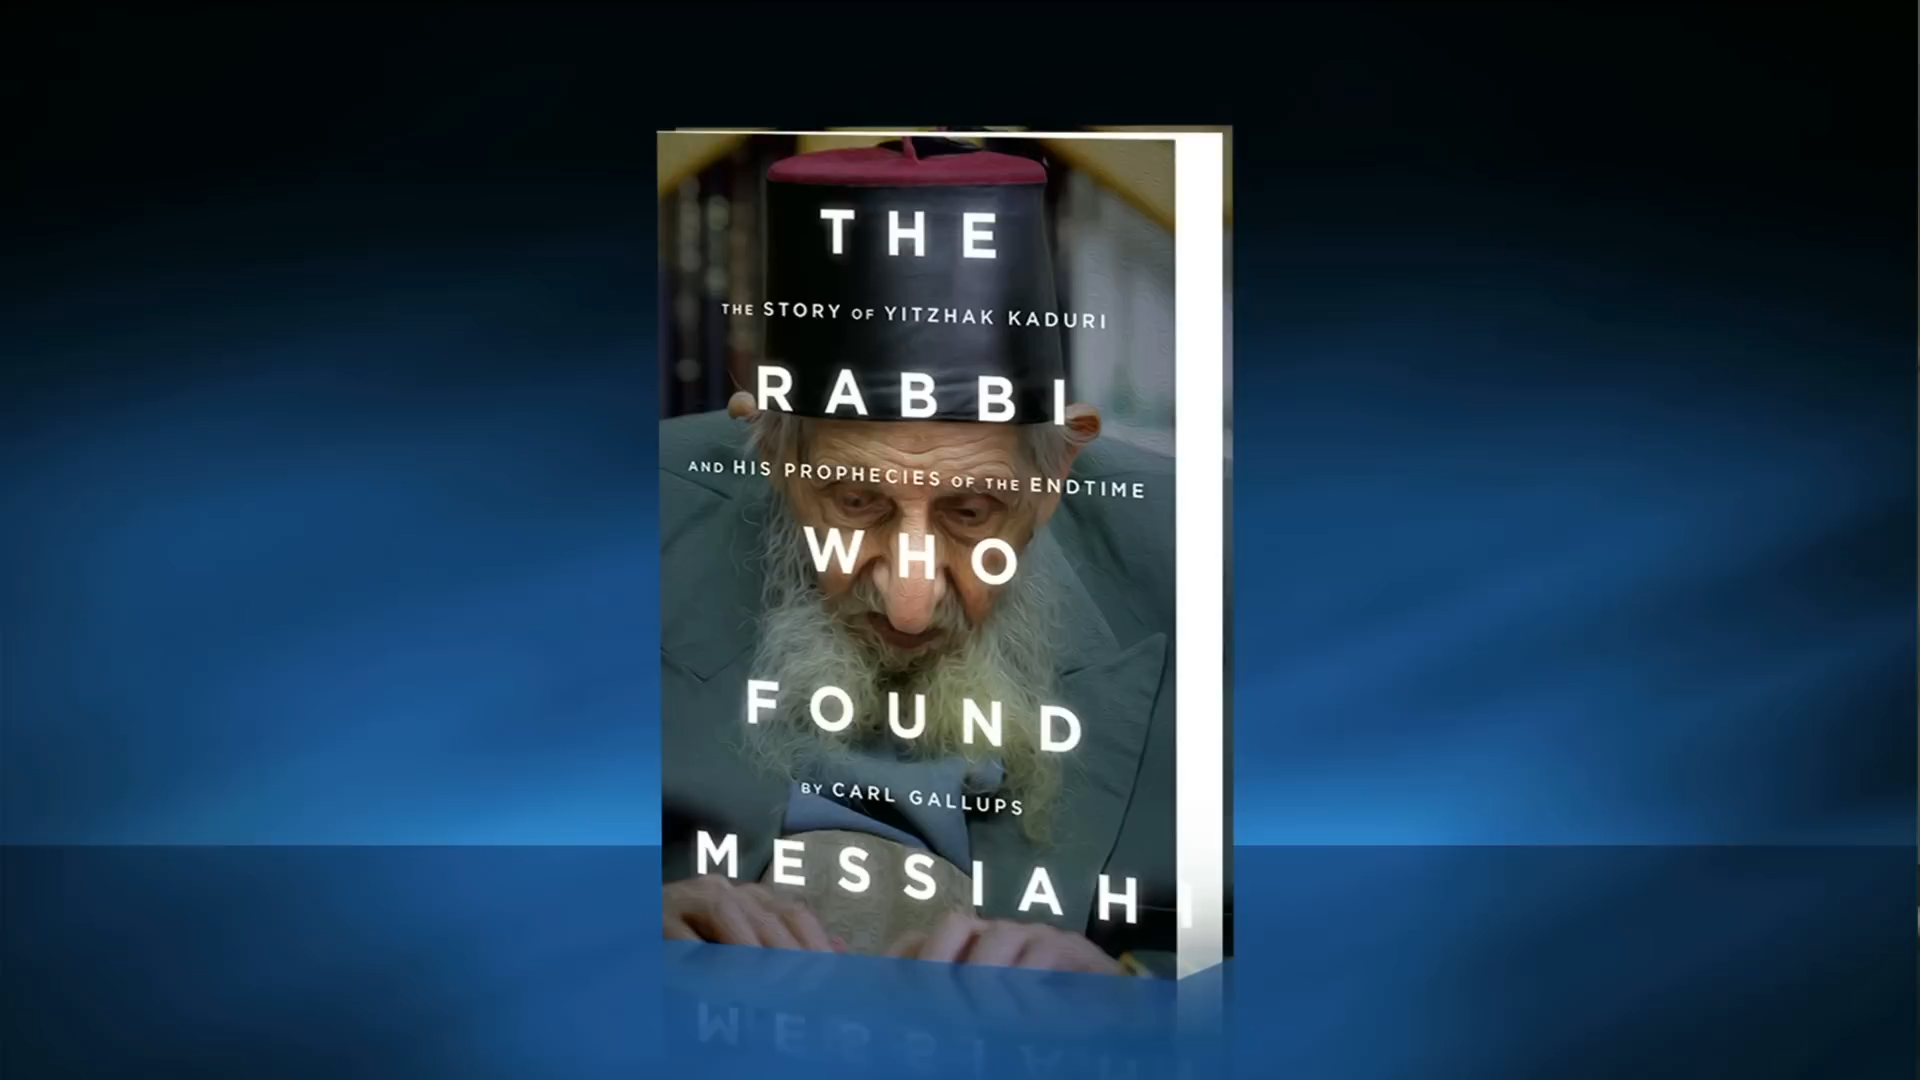 THE
THE STORY OF YITZHAK KADURI
RABBI
AND HIS PROPHECIES OF THE ENDTIME
WHO
FOUND
BY CARL GALLUPS
MESSIAH